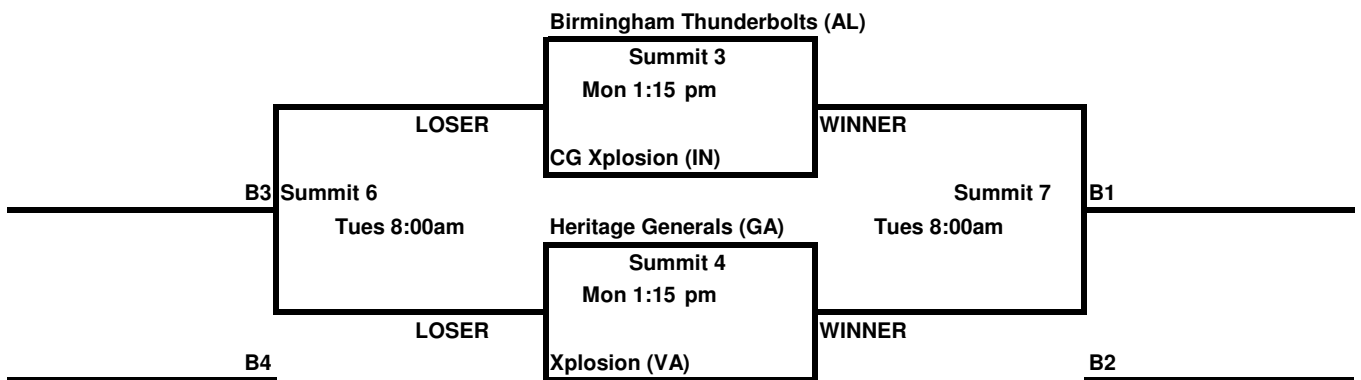 Birmingham Thunderbolts (AL)
Summit 3
Mon 1:15 pm
LOSER
WINNER
CG Xplosion (IN)
B3 Summit 6
Summit 7 B1
Tues 8:00am
Heritage Generals (GA)
Tues 8:00am
Summit 4
Mon 1:15 pm
LOSER
WINNER
B4
Xplosion (VA)
B2